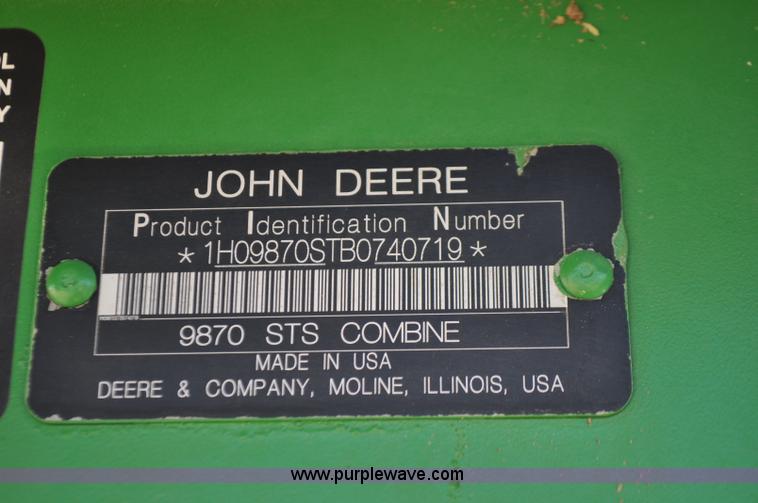 OL
N
Y
JOHN DEERE
Product Identification Number
*1H09870STB0740719*
9870 STS COMBINE
MADE IN USA
DEERE & COMPANY, MOLINE, ILLINOIS, USA
www.purplewave.com